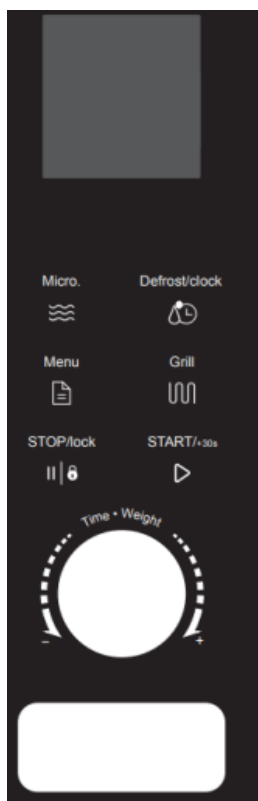 Micro. Defrost/clock
Menu Grill
STOP/lock START/+30s
Time • Weight
- +